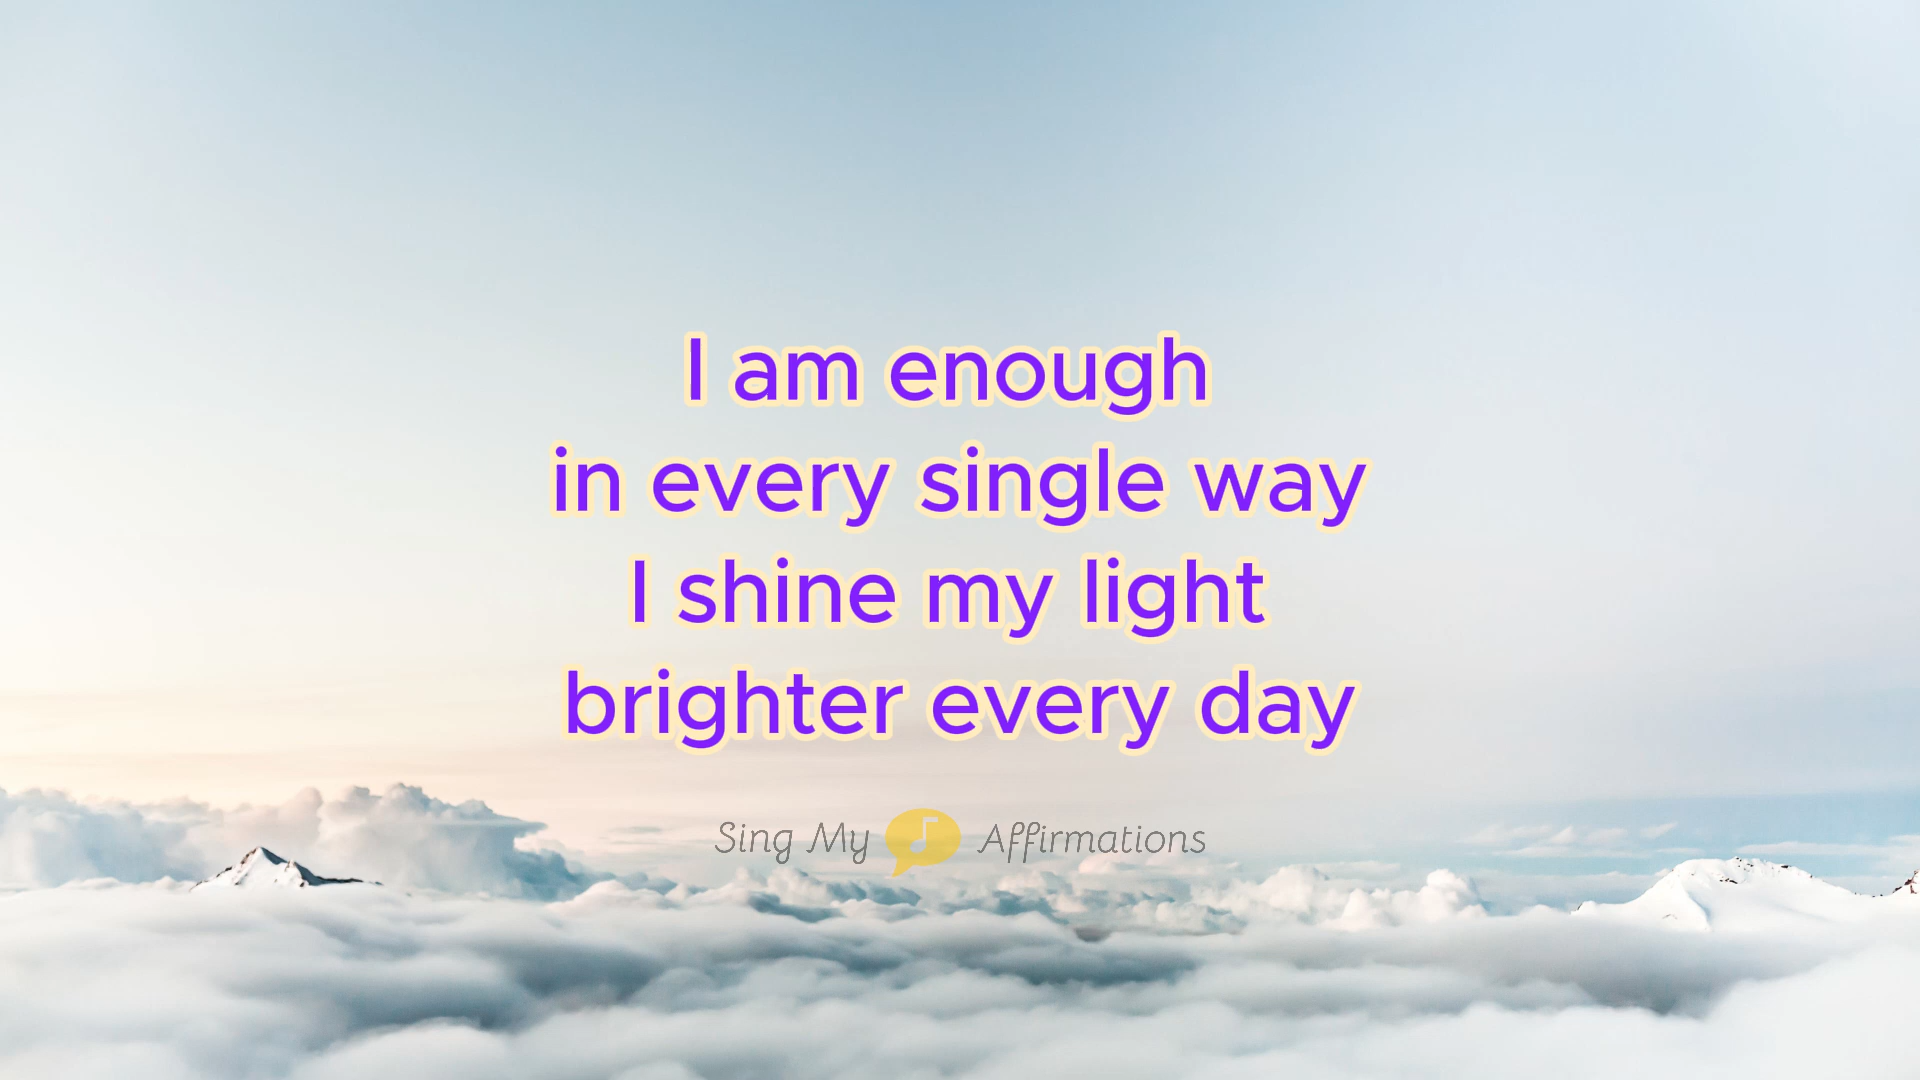 I am enough
in every single way
I shine my light
brighter every day
Sing My Affirmations